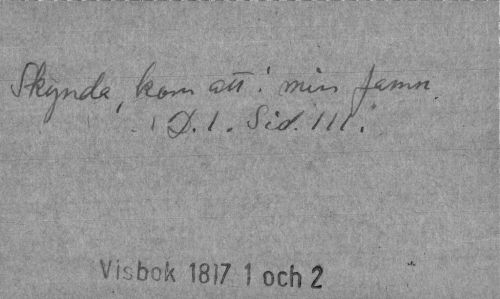 Skynda, kom att i min famn.
D. 1. Sid. 111.
Visbok 1817 1 och 2